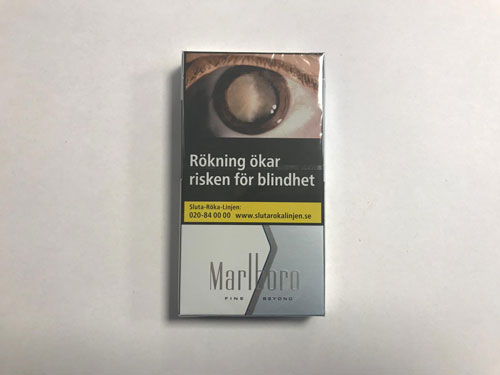 Rökning ökar
risken för blindhet
Sluta-Röka-Linjen:
020-84 00 00 www.slutarokalinjen.se
Marlboro
FINE BEYOND